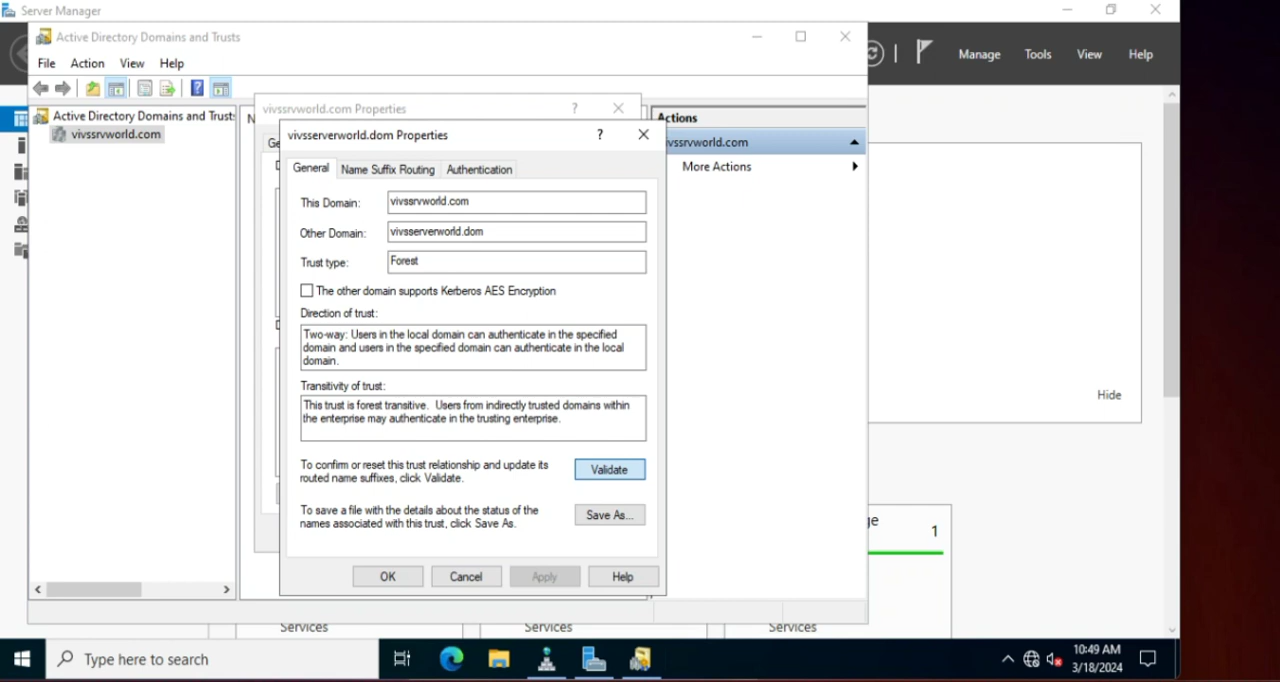 Server Manager
Active Directory Domains and Trusts
File Action View Help
Manage Tools View Help
Active Directory Domains and Trust
vivssrvworld.com
vivssrvworld.com Properties
?
N
Ge
vivsserverworld.dom Properties
?
General Name Suffix Routing Authentication
This Domain: vivssrvworld.com
Other Domain: vivsserverworld.dom
Trust type: Forest
The other domain supports Kerberos AES Encryption
Direction of trust:
Two-way: Users in the local domain can authenticate in the specified
domain and users in the specified domain can authenticate in the local
domain.
Transitivity of trust:
This trust is forest transitive. Users from indirectly trusted domains within
the enterprise may authenticate in the trusting enterprise.
To confirm or reset this trust relationship and update its
routed name suffixes, click Validate.
Validate
To save a file with the details about the status of the
names associated with this trust, click Save As.
Save As...
OK Cancel Apply Help
Actions
ivssrvworld.com
More Actions
Hide
ge 1
Services Services Services
Type here to search
10:49 AM
3/18/2024